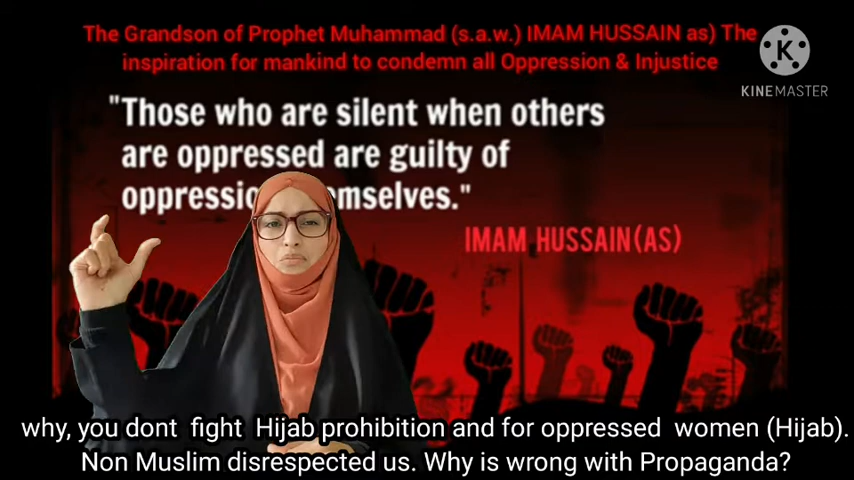 The Grandson of Prophet Muhammad (s.a.w.) IMAM HUSSAIN as) The
inspiration for mankind to condemn all Oppression & Injustice
K
KINEMASTER
"Those who are silent when others
are oppressed are guilty of
oppressio emselves."
IMAM HUSSAIN(AS)
why, you dont fight Hijab prohibition and for oppressed women (Hijab).
Non Muslim disrespected us. Why is wrong with Propaganda?